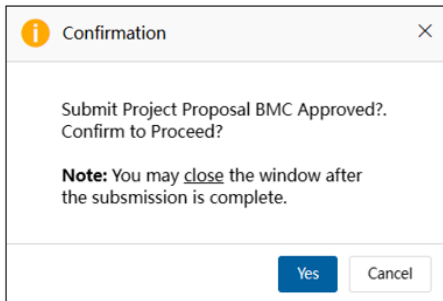 Confirmation
Submit Project Proposal BMC Approved?.
Confirm to Proceed?
Note: You may close the window after
the subsmission is complete.
Yes
Cancel